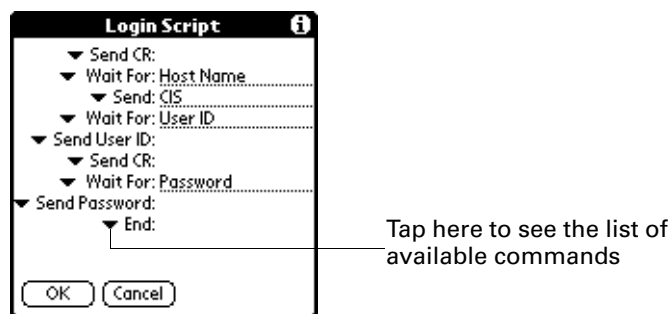 Login Script
Send CR:
Wait For: Host Name
Send: CIS
Wait For: User ID
Send User ID:
Send CR:
Wait For: Password
Send Password:
End:
Tap here to see the list of
available commands
OK Cancel